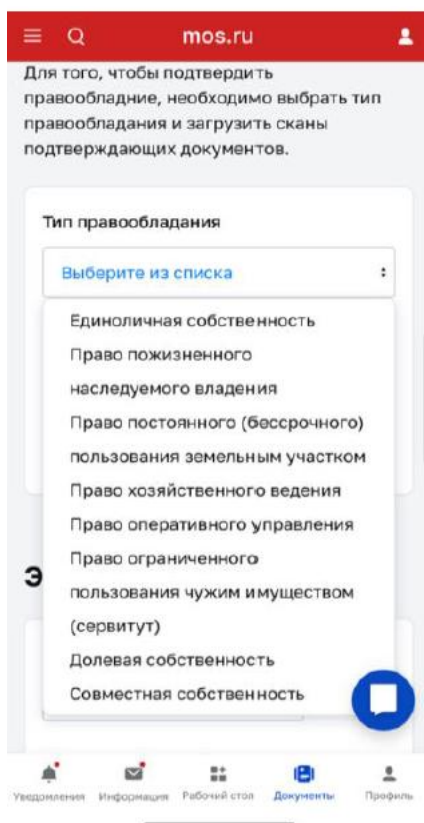 mos.ru
Для того, чтобы подтвердить
правообладние, необходимо выбрать тип
правообладания и загрузить сканы
подтверждающих документов.
Тип правообладания
Выберите из списка
Единоличная собственность
Право пожизненного
наследуемого владения
Право постоянного (бессрочного)
пользования земельным участком
Право хозяйственного ведения
Право оперативного управления
Право ограниченного
Э
пользования чужим имуществом
(сервитут)
Долевая собственность
Совместная собственность
Уведомления Информация Рабочий стол Документы Профиль